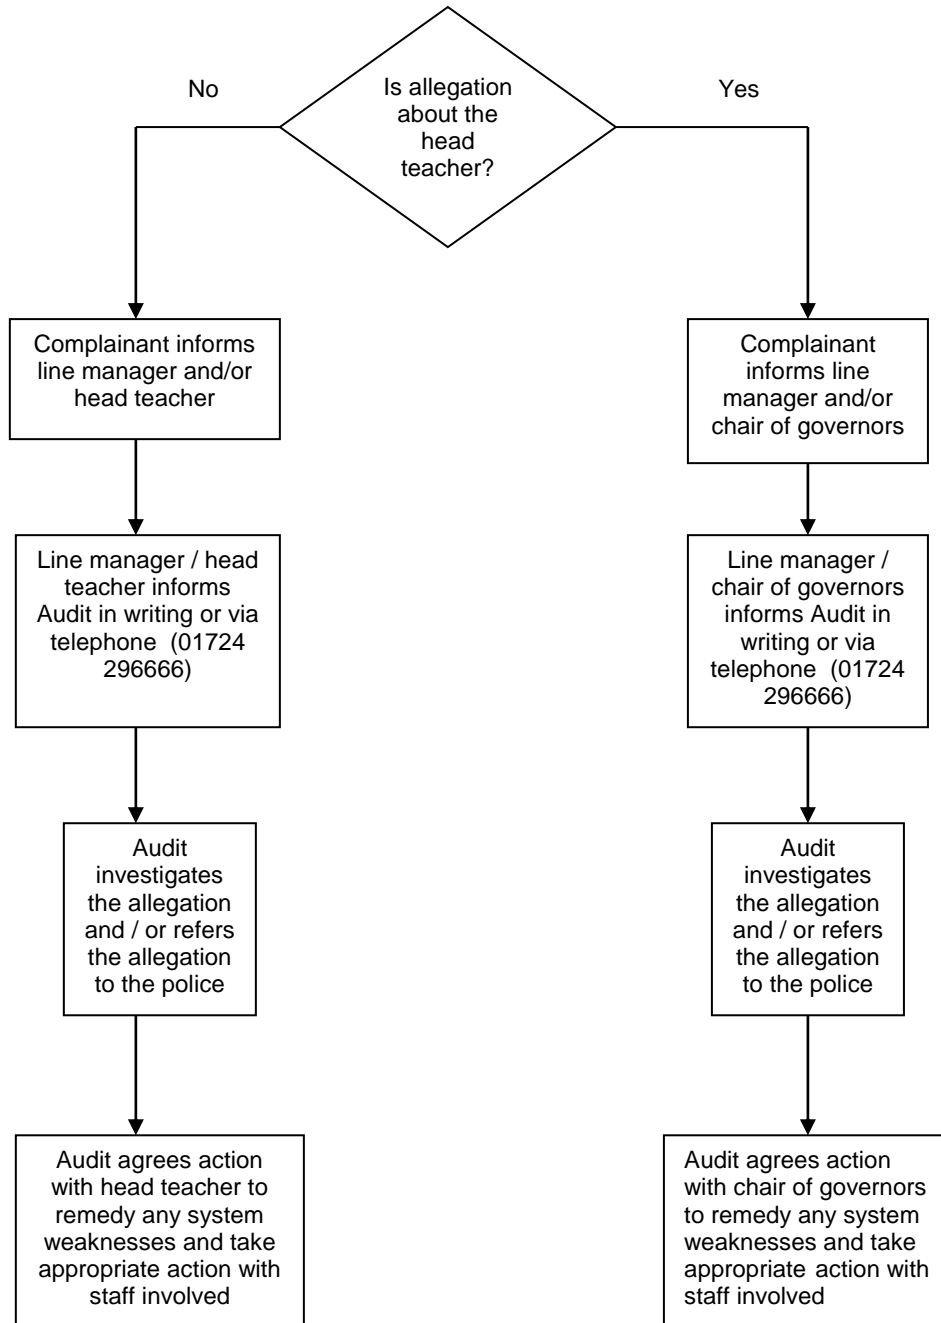 No
Is allegation
about the
head
teacher?
Yes
Complainant informs
line manager and/or
head teacher
Complainant
informs line
manager and/or
chair of governors
Line manager / head
teacher informs
Audit in writing or via
telephone (01724
296666)
Line manager /
chair of governors
informs Audit in
writing or via
telephone (01724
296666)
Audit
investigates
the allegation
and / or refers
the allegation
to the police
Audit
investigates
the allegation
and / or refers
the allegation
to the police
Audit agrees action
with head teacher to
remedy any system
weaknesses and take
appropriate action with
staff involved
Audit agrees action
with chair of governors
to remedy any system
weaknesses and take
appropriate action with
staff involved